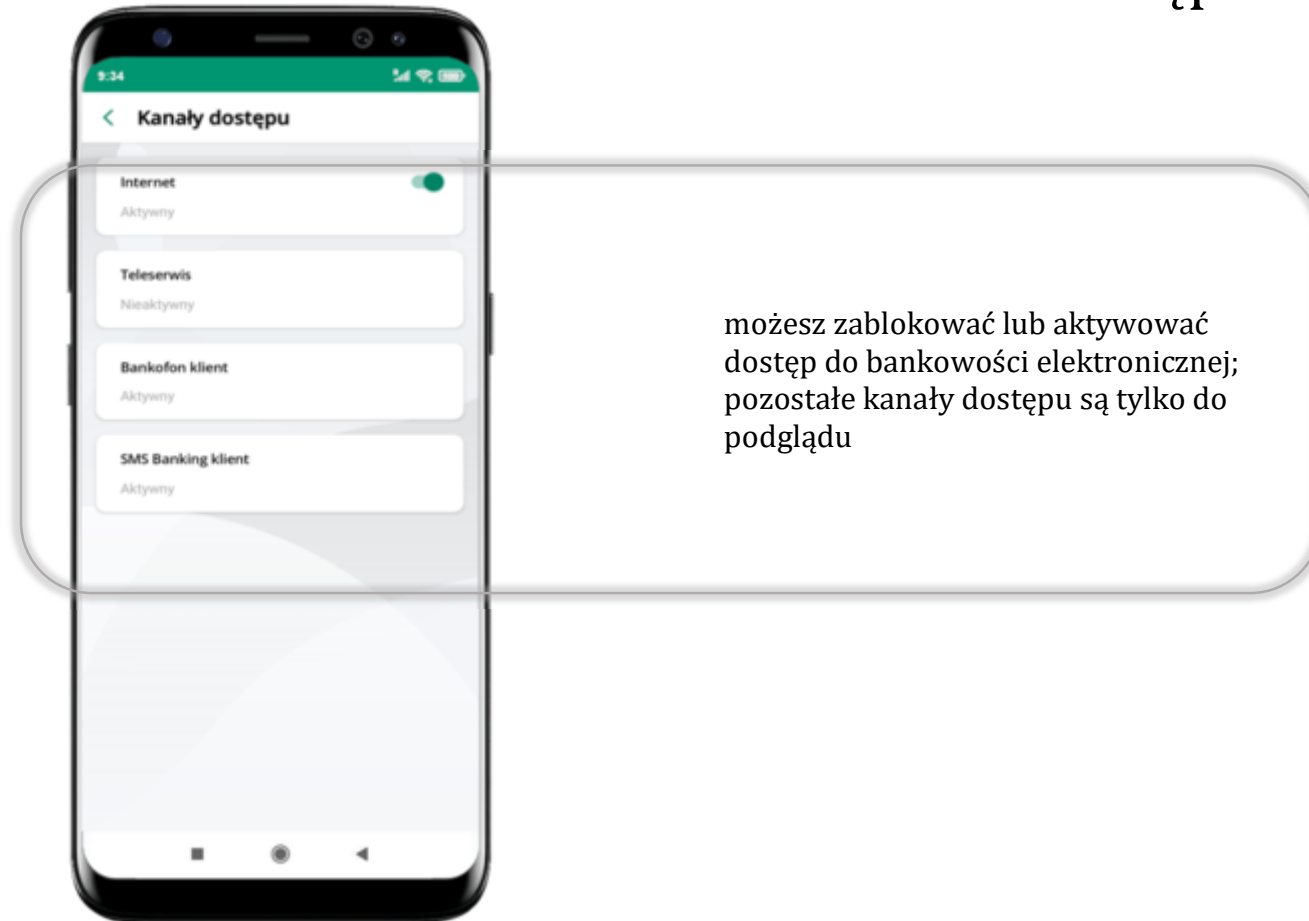 9:34
Kanały dostępu
Internet
Aktywny
Teleserwis
Nieaktywny
Bankofon klient
Aktywny
SMS Banking klient
Aktywny
możesz zablokować lub aktywować
dostęp do bankowości elektronicznej;
pozostałe kanały dostępu są tylko do
podglądu